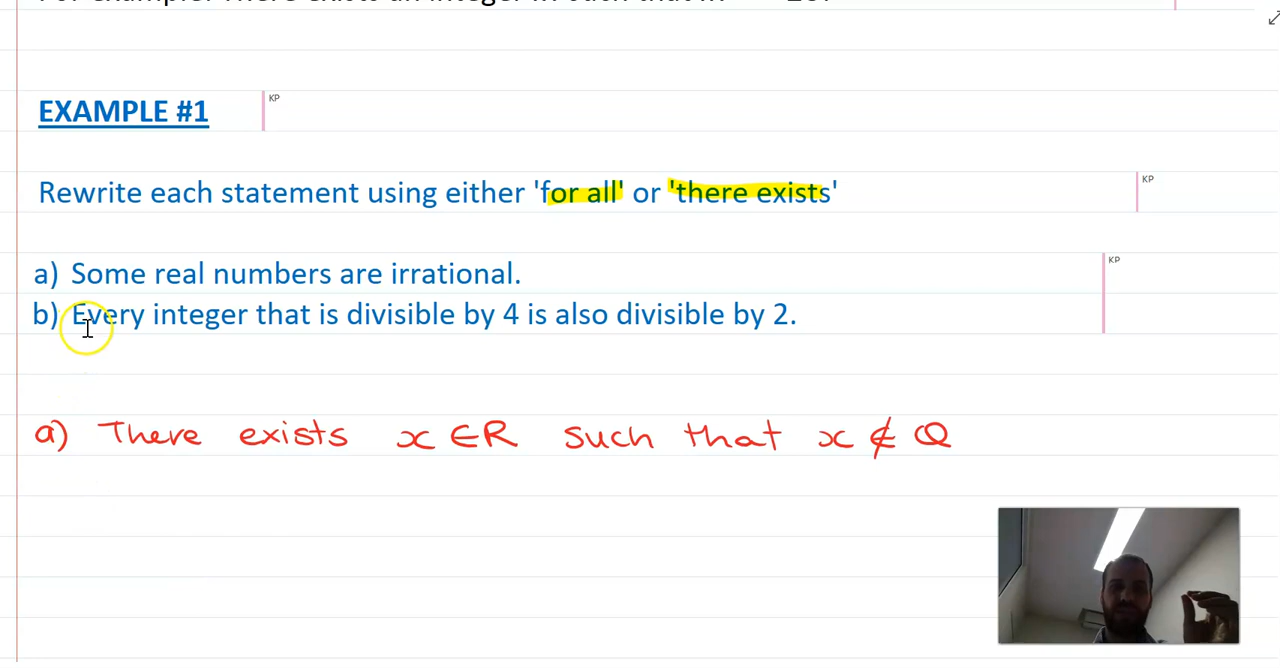 EXAMPLE #1
KP
Rewrite each statement using either 'for all' or 'there exists'
KP
a) Some real numbers are irrational.
KP
b) Every integer that is divisible by 4 is also divisible by 2.
a) There exists x ∈ R such that x ∉ Q